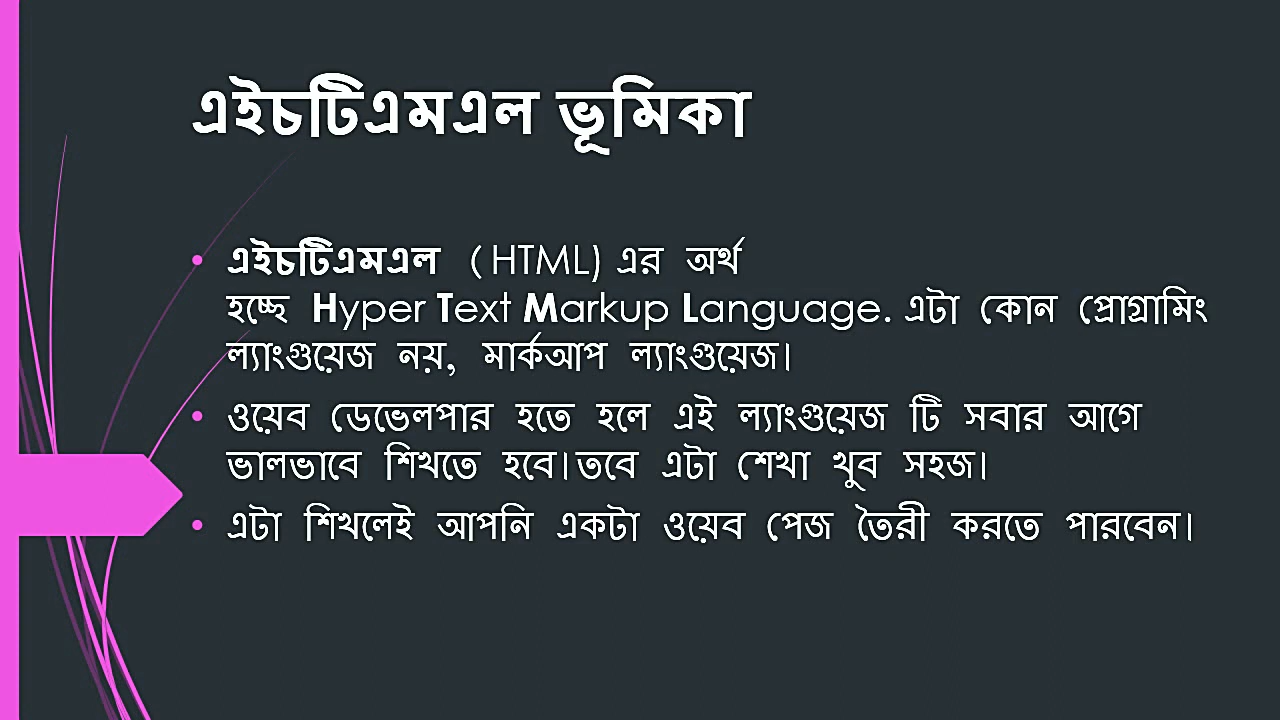 এইচটিএমএল ভূমিকা
• এইচটিএমএল ( HTML) এর অর্থ
হচ্ছে Hyper Text Markup Language. এটা কোন প্রোগ্রামিং
ল্যাংগুয়েজ নয়, মার্কআপ ল্যাংগুয়েজ।
• ওয়েব ডেভেলপার হতে হলে এই ল্যাংগুয়েজ টি সবার আগে
ভালভাবে শিখতে হবে।তবে এটা শেখা খুব সহজ।
• এটা শিখলেই আপনি একটা ওয়েব পেজ তৈরী করতে পারবেন।